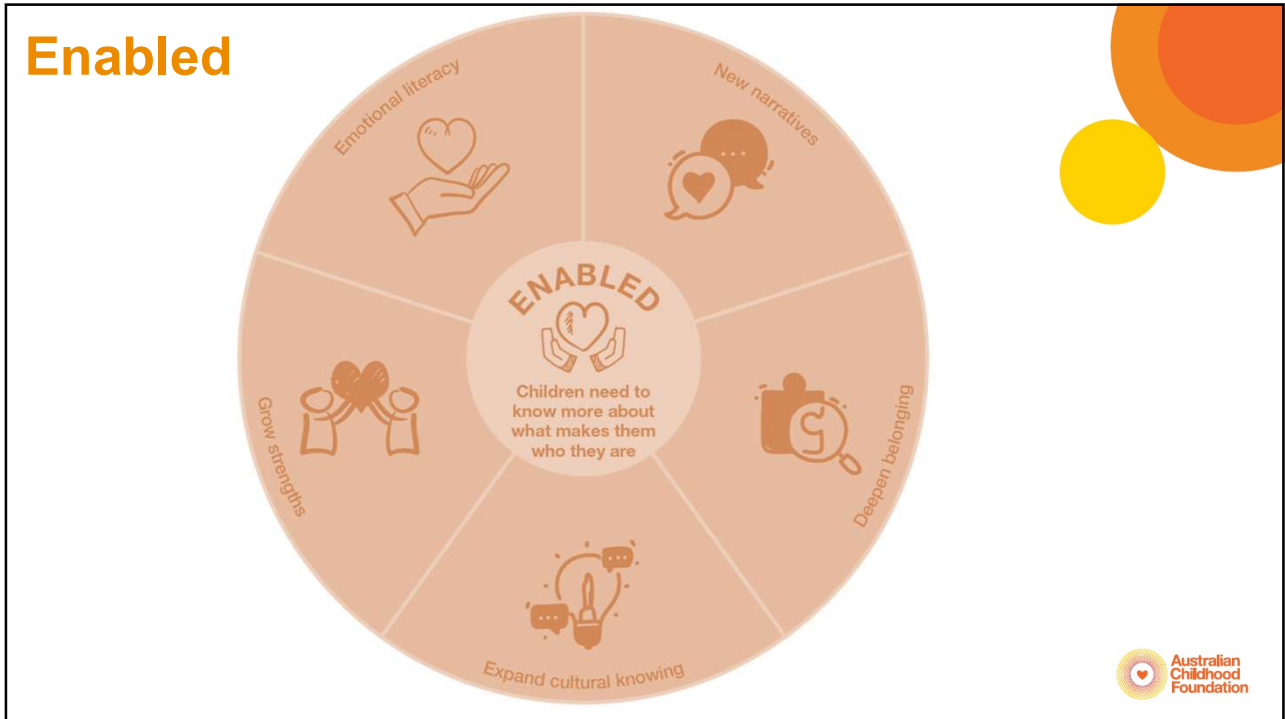 Enabled
Emotional literacy
New narratives
ENABLED
Children need to
know more about
what makes them
who they are
Grow strengths
Deepen belonging
Expand cultural knowing
Australian
Childhood
Foundation